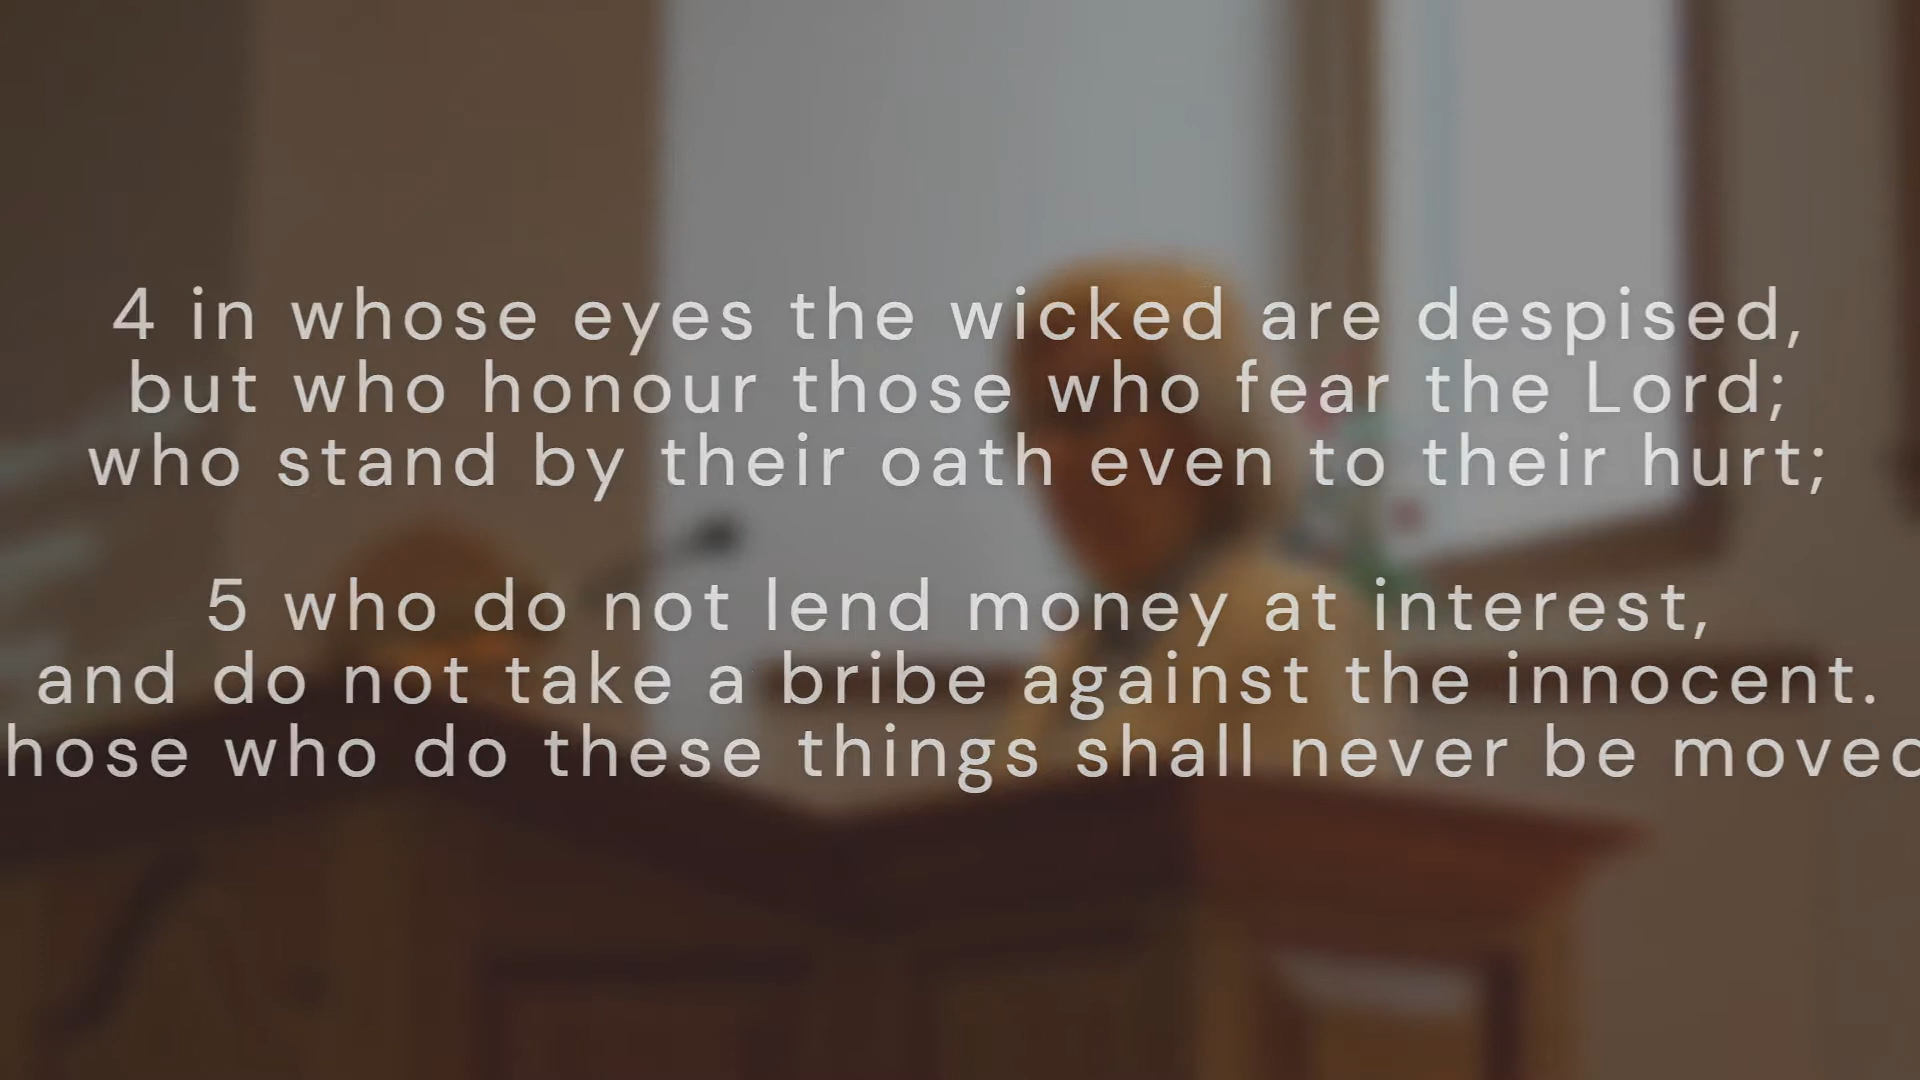 4 in whose eyes the wicked are despised,
but who honour those who fear the Lord;
who stand by their oath even to their hurt;
5 who do not lend money at interest,
and do not take a bribe against the innocent.
hose who do these things shall never be moved